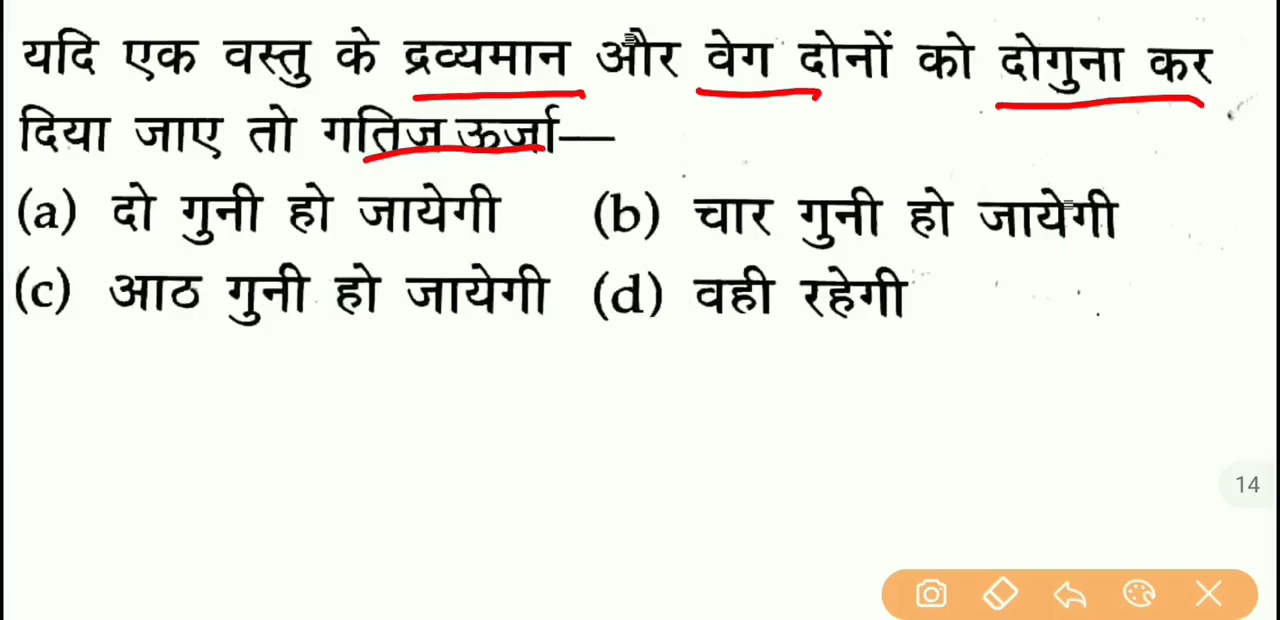 यदि एक वस्तु के द्रव्यमान और वेग दोनों को दोगुना कर
दिया जाए तो गतिज ऊर्जा—
(a) दो गुनी हो जायेगी (b) चार गुनी हो जायेगी
(c) आठ गुनी हो जायेगी (d) वही रहेगी
14